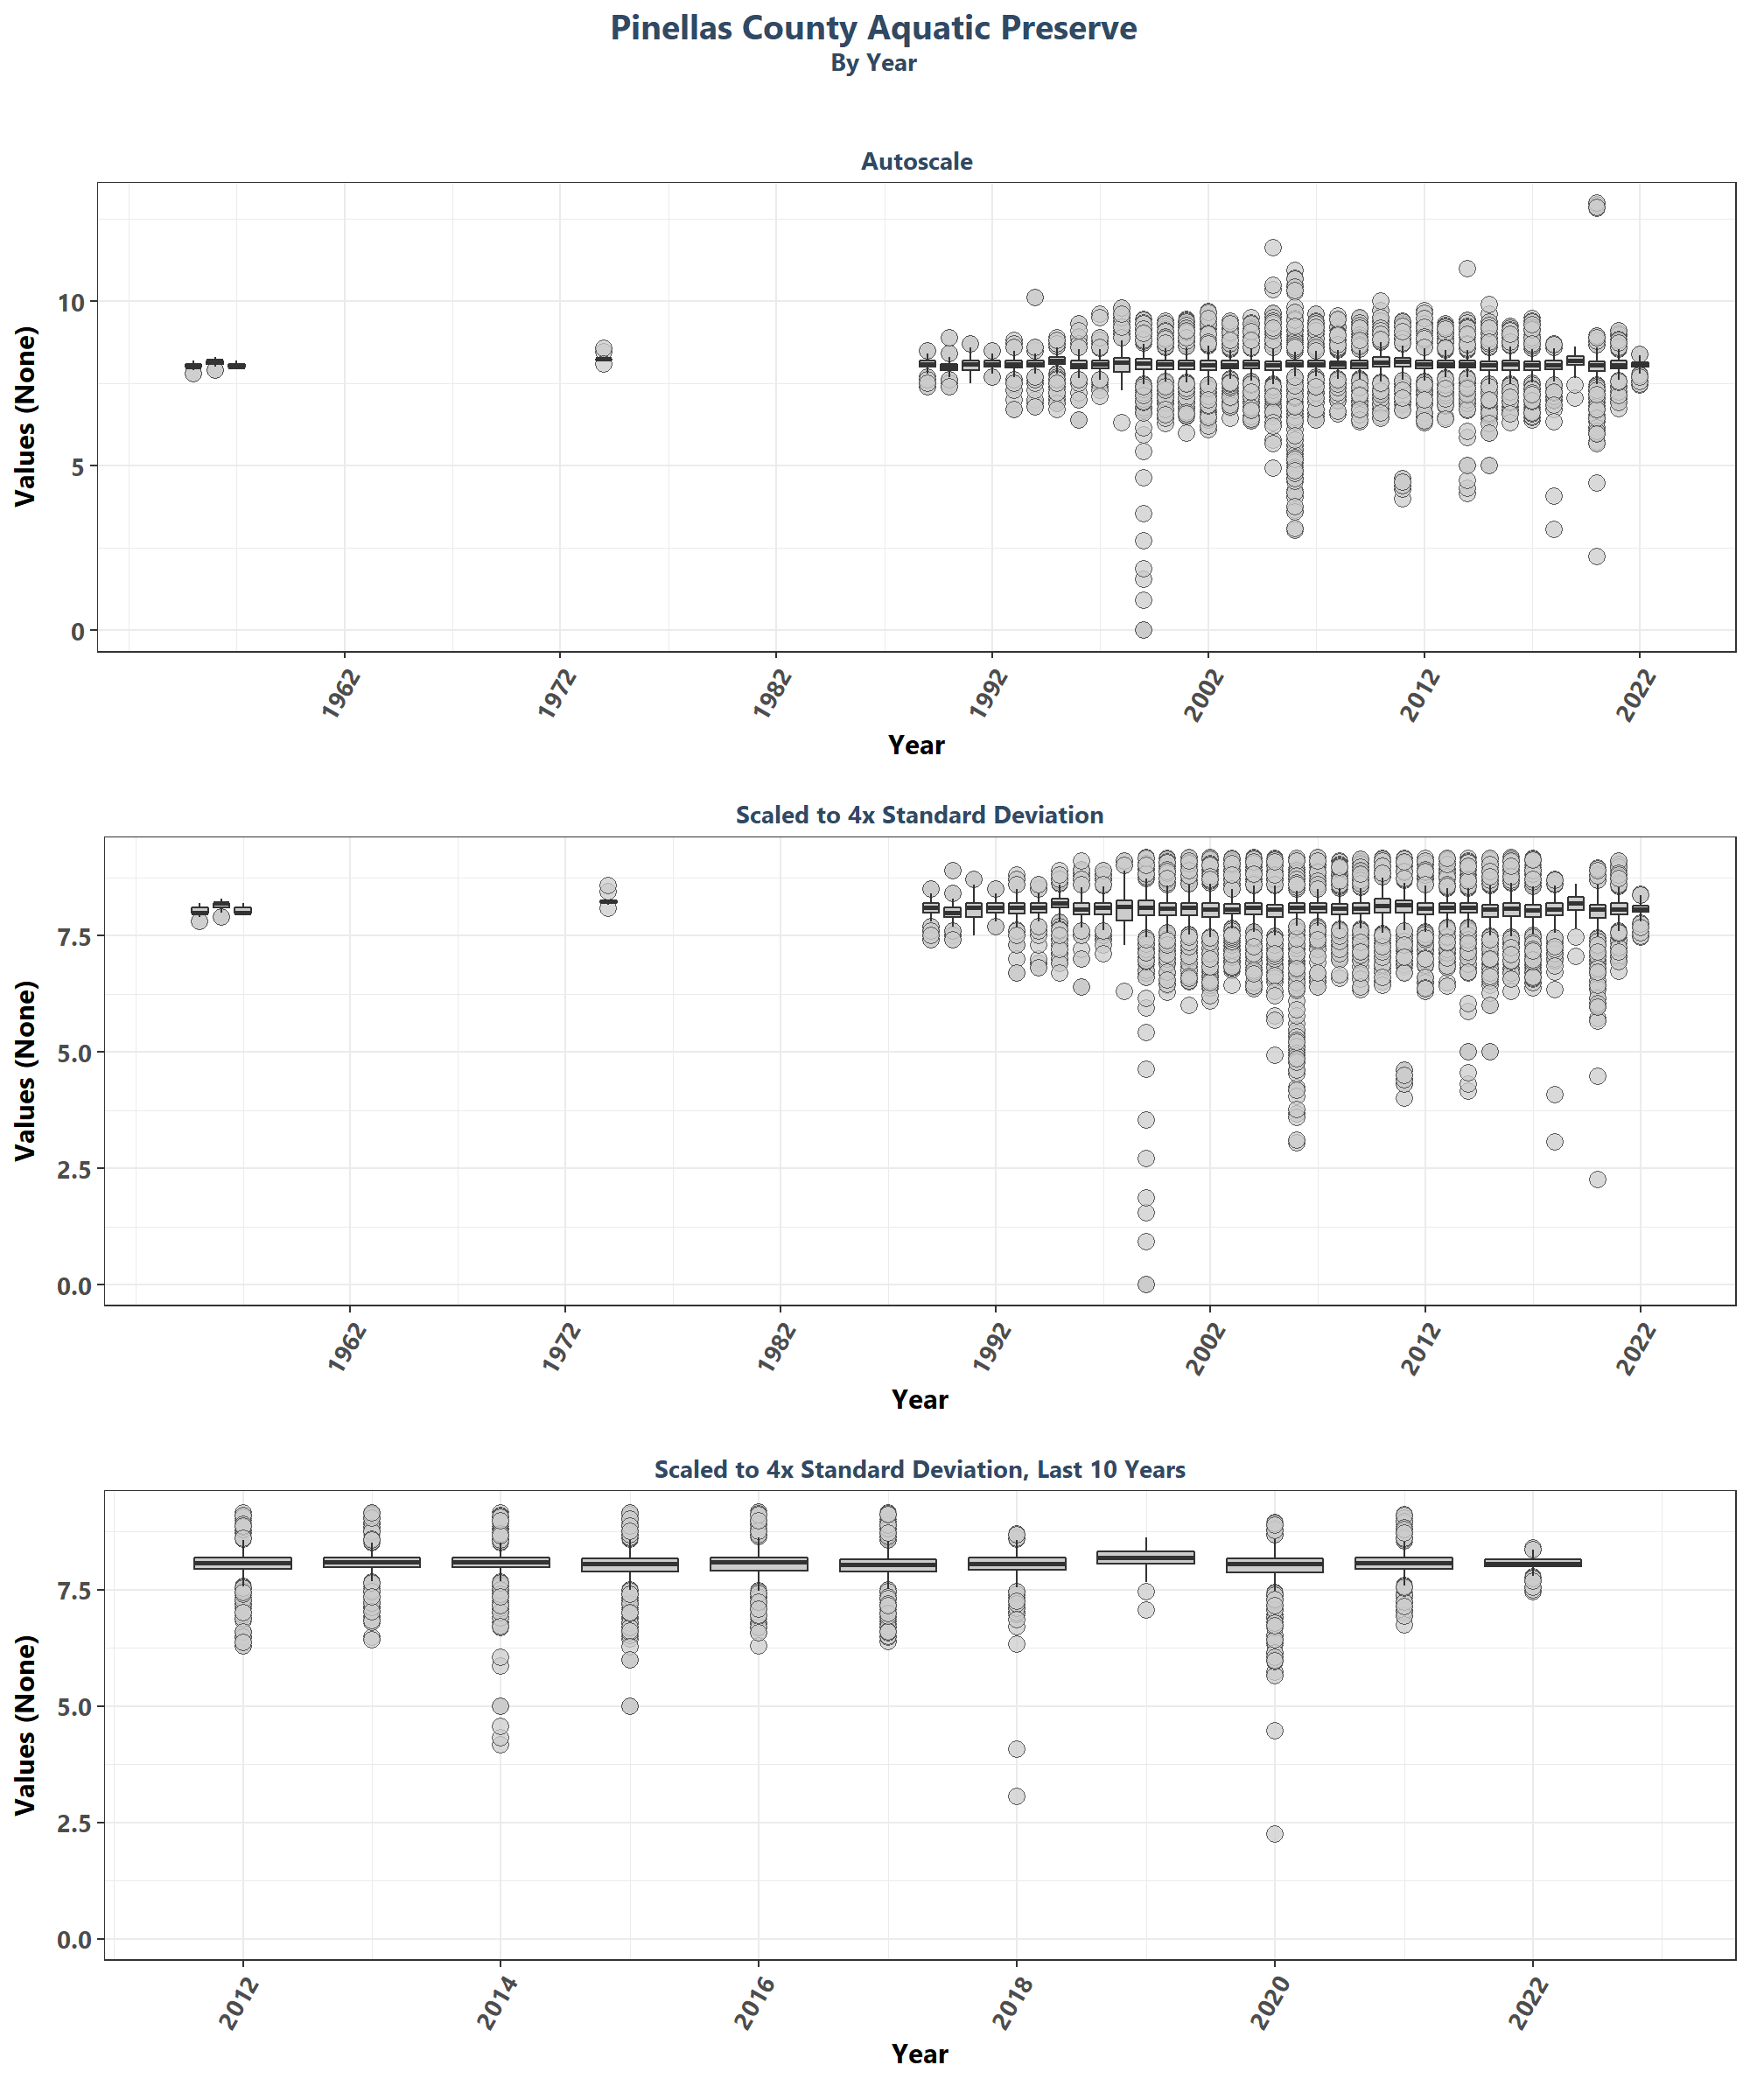 Pinellas County Aquatic Preserve
By Year
Autoscale
Values (None)
10
5
0
1962 1972 1982 1992 2002 2012 2022
Year
Scaled to 4x Standard Deviation
Values (None)
7.5
5.0
2.5
0.0
1962 1972 1982 1992 2002 2012 2022
Year
Scaled to 4x Standard Deviation, Last 10 Years
Values (None)
7.5
5.0
2.5
0.0
2012 2014 2016 2018 2020 2022
Year